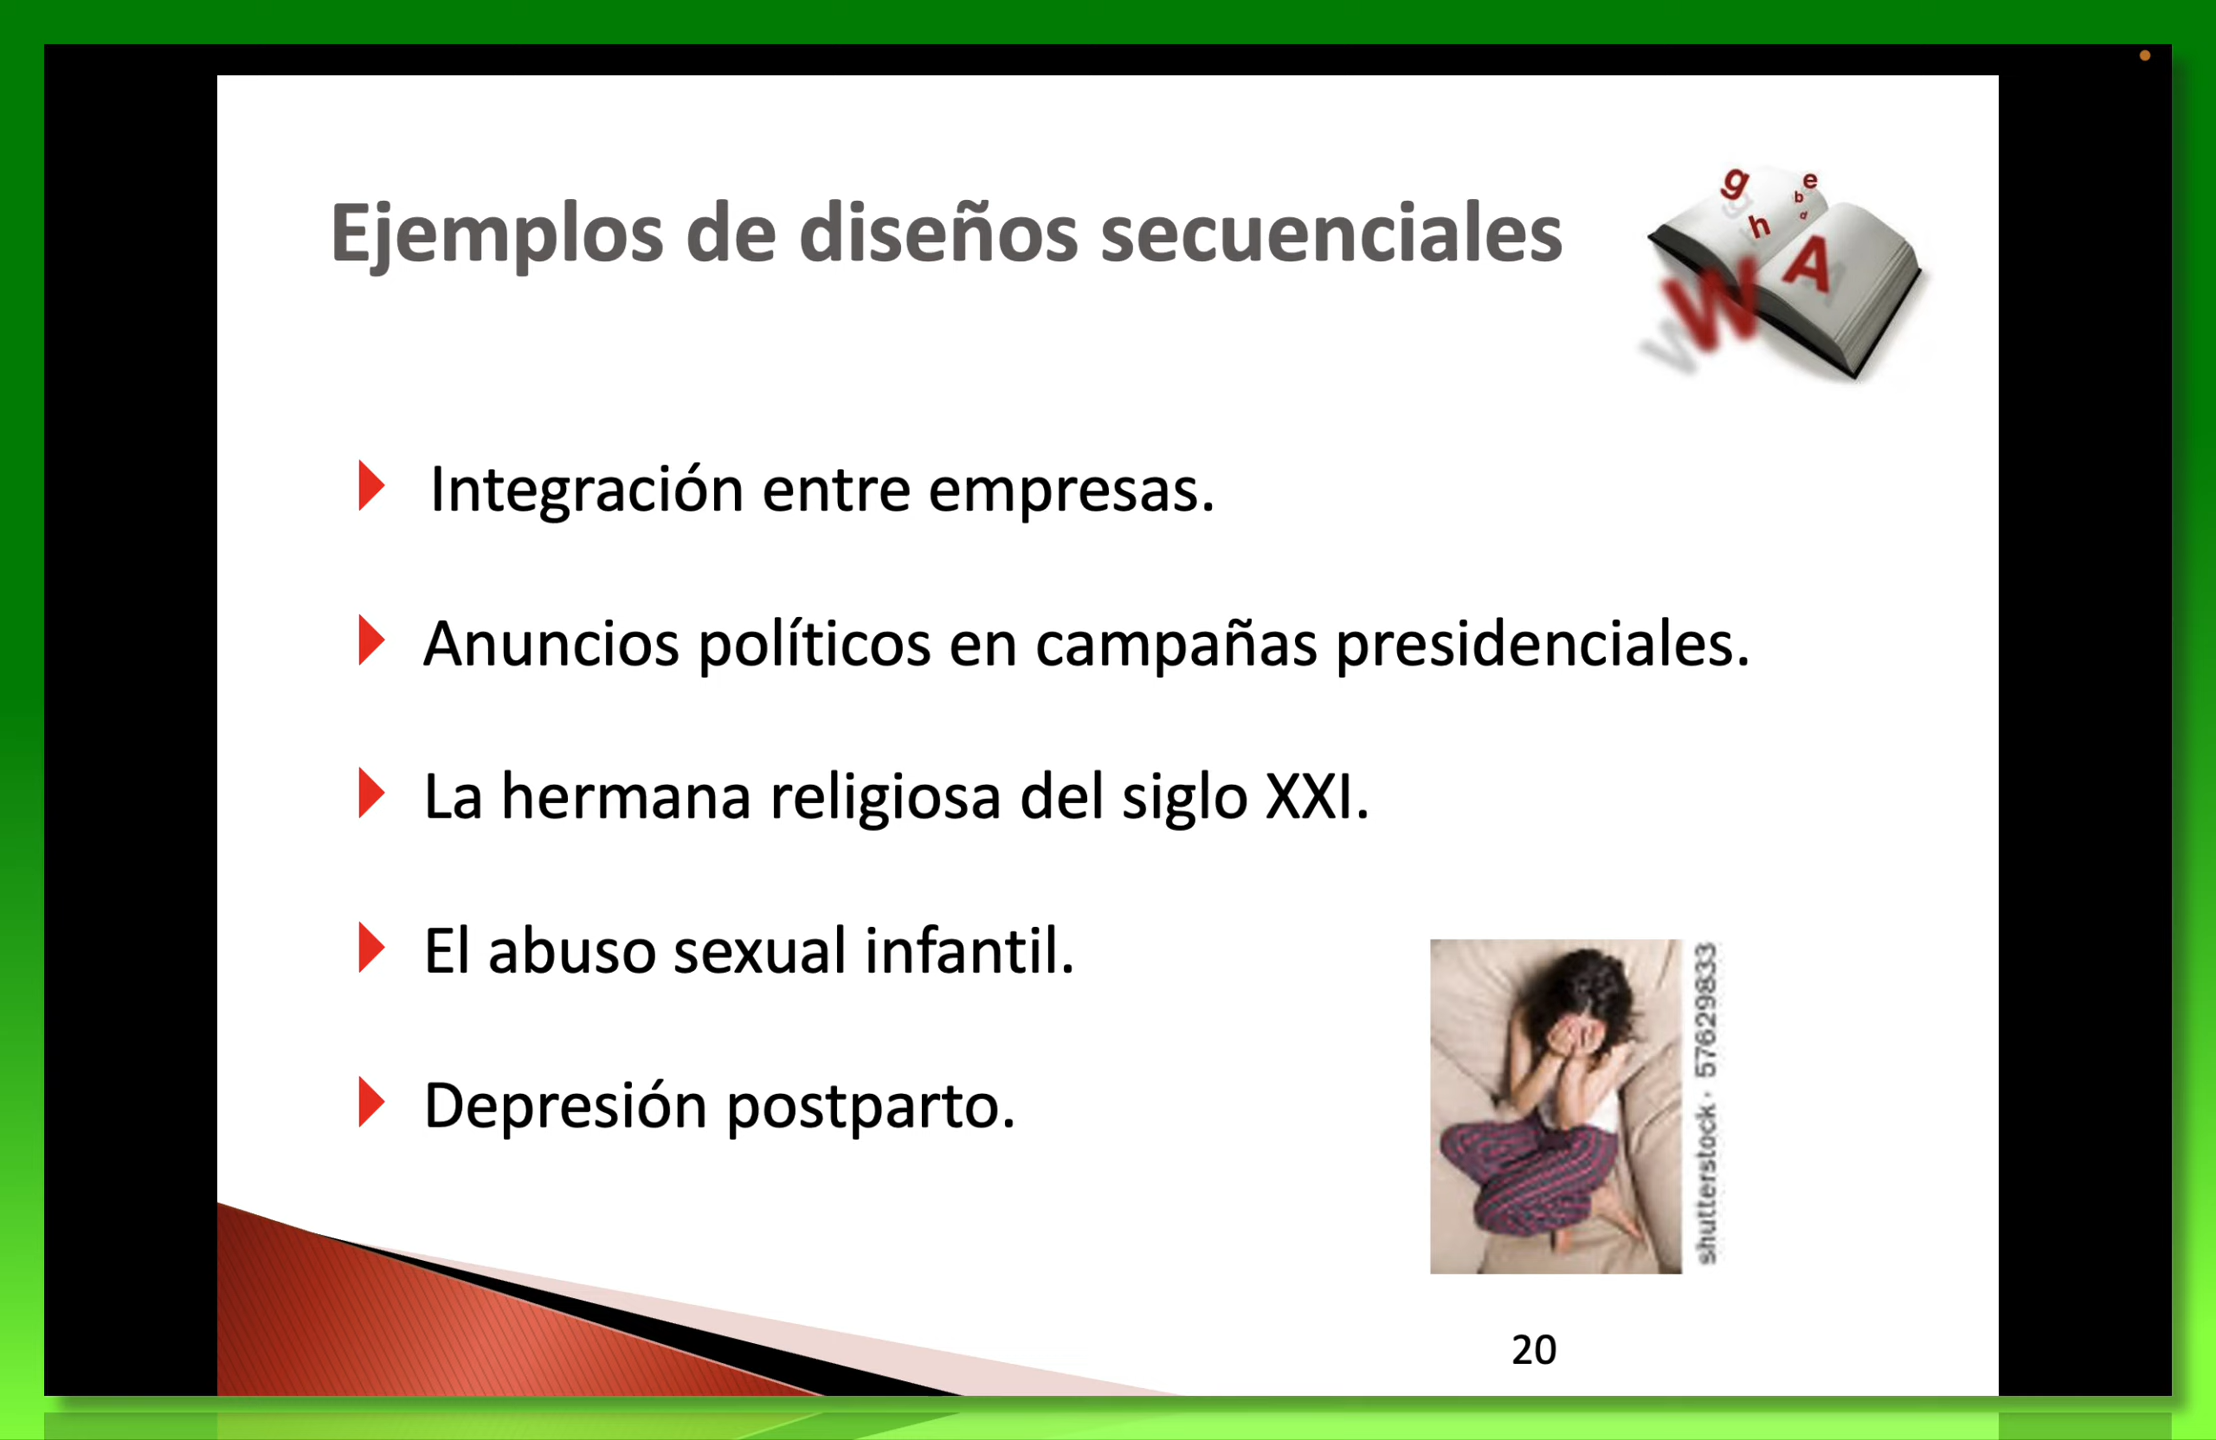 Ejemplos de diseños secuenciales
g
e
b
d
h
A
W
Integración entre empresas.
Anuncios políticos en campañas presidenciales.
La hermana religiosa del siglo XXI.
El abuso sexual infantil.
Depresión postparto.
shutterstock · 57629833
20